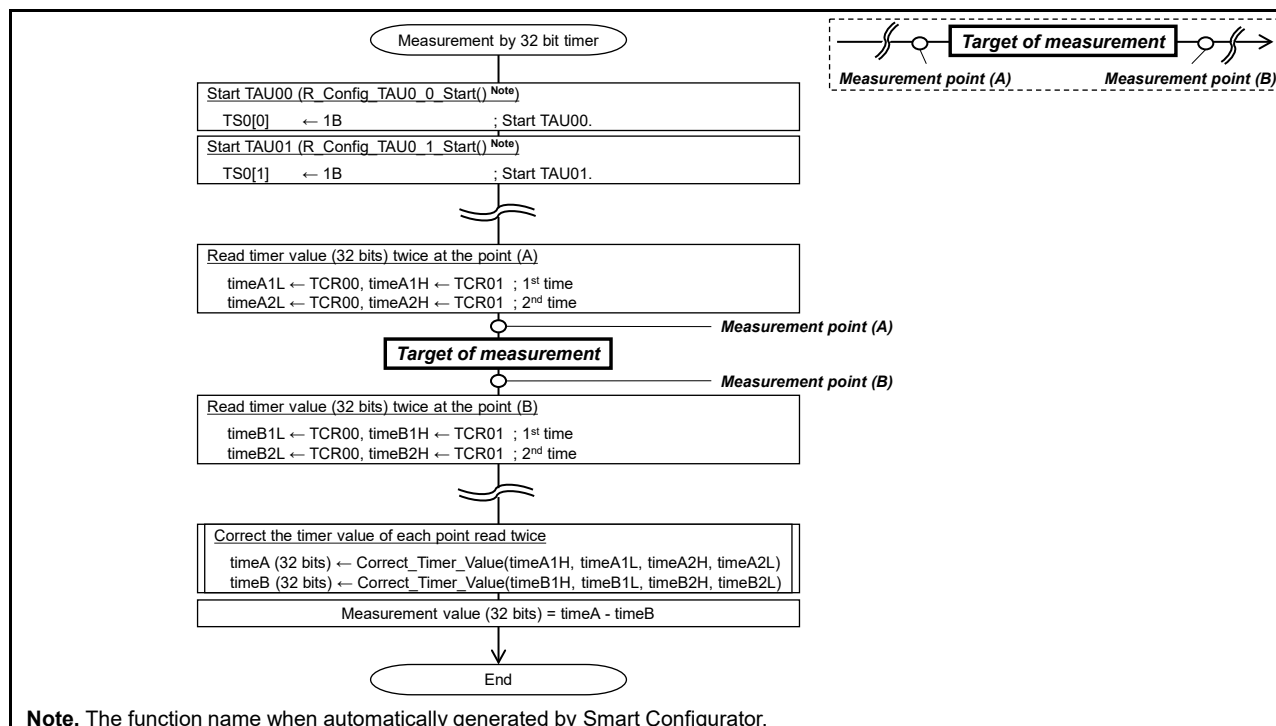 Measurement by 32 bit timer
Target of measurement
Measurement point (A) Measurement point (B)
Start TAU00 (R_Config_TAU0_0_Start() Note)
TS0[0] ← 1B ; Start TAU00.
Start TAU01 (R_Config_TAU0_1_Start() Note)
TS0[1] ← 1B ; Start TAU01.
Read timer value (32 bits) twice at the point (A)
timeA1L ← TCR00, timeA1H ← TCR01 ; 1st time
timeA2L ← TCR00, timeA2H ← TCR01 ; 2nd time
Measurement point (A)
Target of measurement
Measurement point (B)
Read timer value (32 bits) twice at the point (B)
timeB1L ← TCR00, timeB1H ← TCR01 ; 1st time
timeB2L ← TCR00, timeB2H ← TCR01 ; 2nd time
Correct the timer value of each point read twice
timeA (32 bits) ← Correct_Timer_Value(timeA1H, timeA1L, timeA2H, timeA2L)
timeB (32 bits) ← Correct_Timer_Value(timeB1H, timeB1L, timeB2H, timeB2L)
Measurement value (32 bits) = timeA - timeB
End
Note. The function name when automatically generated by Smart Configurator.